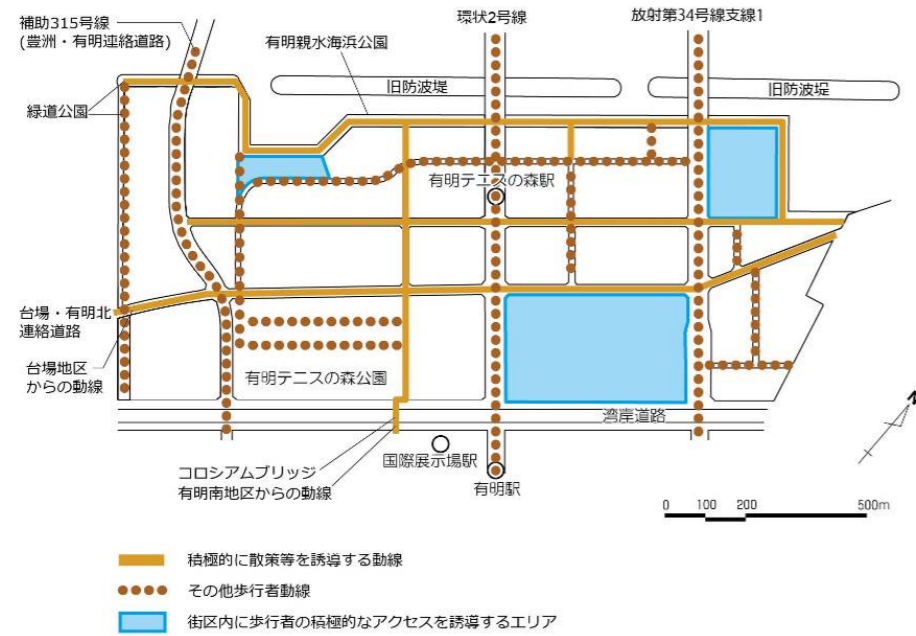 補助315号線
(豊洲・有明連絡道路)
環状2号線
放射第34号線支線1
有明親水海浜公園
旧防波堤
旧防波堤
緑道公園
有明テニスの森駅
台場・有明北
連絡道路
台場地区
からの動線
有明テニスの森公園
湾岸道路
N
コロシアムブリッジ
有明南地区からの動線
国際展示場駅
有明駅
0 100 200 500m
積極的に散策等を誘導する動線
その他歩行者動線
街区内に歩行者の積極的なアクセスを誘導するエリア